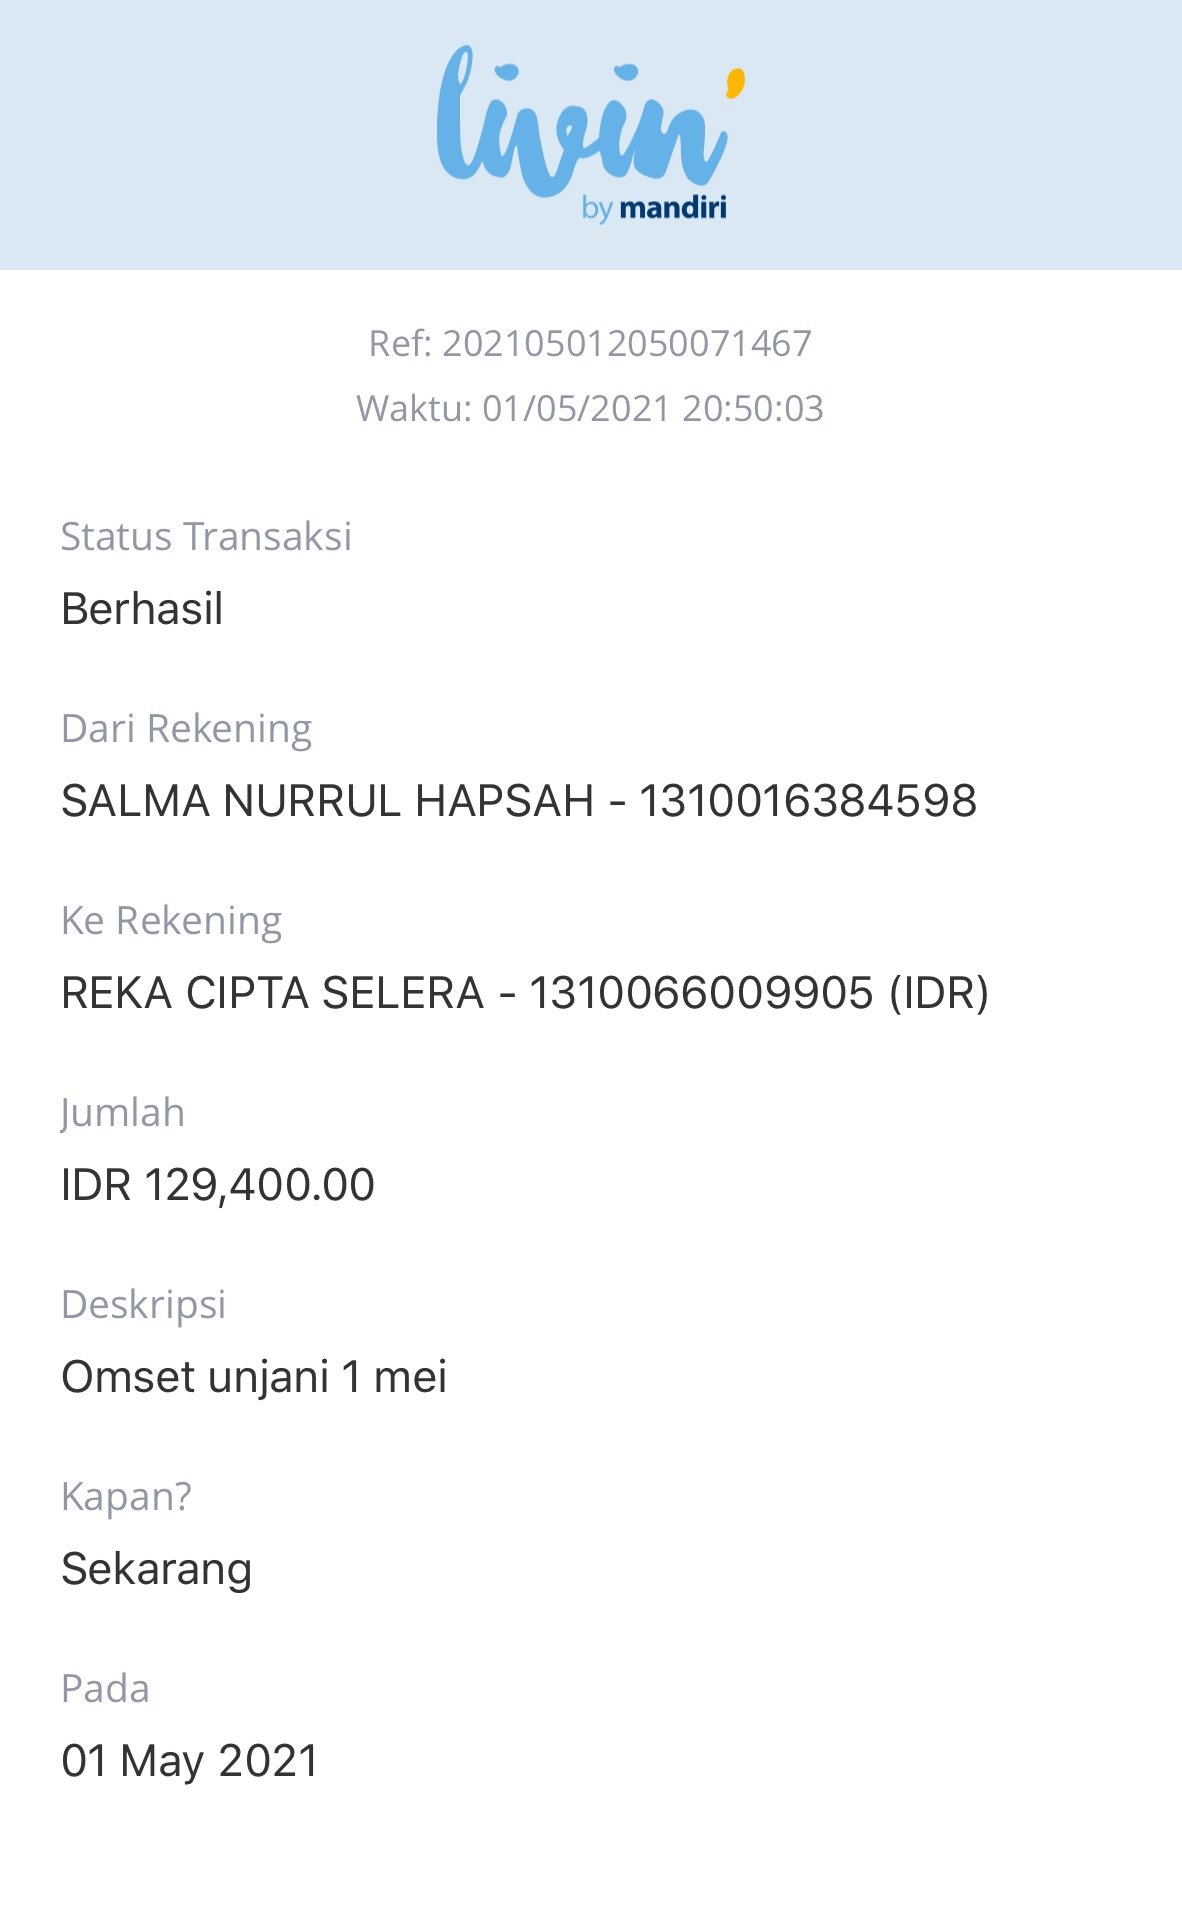 livin'
by mandiri
Ref: 202105012050071467
Waktu: 01/05/2021 20:50:03
Status Transaksi
Berhasil
Dari Rekening
SALMA NURRUL HAPSAH - 1310016384598
Ke Rekening
REKA CIPTA SELERA - 1310066009905 (IDR)
Jumlah
IDR 129,400.00
Deskripsi
Omset unjani 1 mei
Kapan?
Sekarang
Pada
01 May 2021